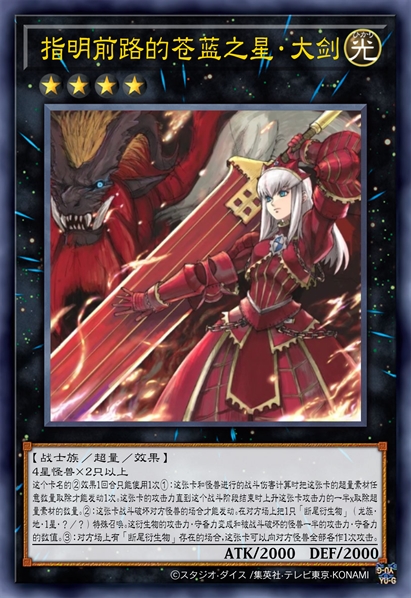 指明前路的苍蓝之星·大剑
ひかり
光
【战士族／超量／效果】
4星怪兽×2只以上
这个卡名的②效果1回合只能使用1次①：这张卡和怪兽进行的战斗伤害计算时把这张卡的超量素材任
意数量取除才能发动1次。这张卡的攻击力直到这个战斗阶段结束时上升这张卡攻击力的一半x取除超
量素材的数量。②：这张卡战斗破坏对方怪兽的场合才能发动。在对方场上把1只「断尾衍生物」（龙族·
地·1星·？／？）特殊召唤。这衍生物的攻击力·守备力变成和被战斗破坏的怪兽一半的攻击力·守备力
的数值。③：对方场上有「断尾衍生物」存在的场合，这张卡可以向对方怪兽全部各作1次攻击。
ATK/2000 DEF/2000
©スタジオ·ダイス /集英社·テレビ東京·KONAMI
D-NA
YU-G